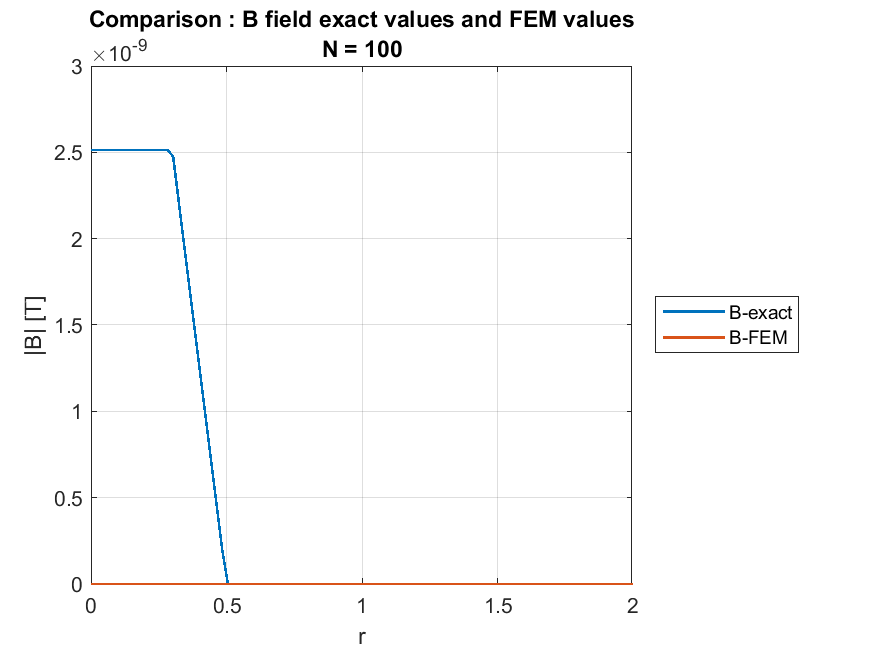 Comparison : B field exact values and FEM values
N = 100
×10-9
3
2.5
2
1.5
1
0.5
0
|B| [T]
0 0.5 1 1.5 2
r
B-exact
B-FEM